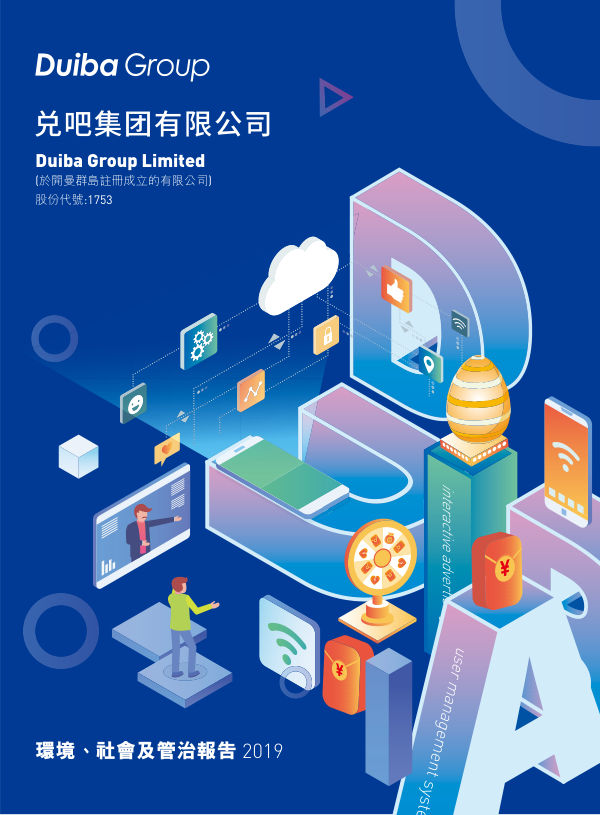 Duiba Group
兑吧集团有限公司
Duiba Group Limited
(於開曼群島註冊成立的有限公司)
股份代號:1753
D
U
I
B
A
interactive
¥
¥
user management
環境、社會及管治報告 2019